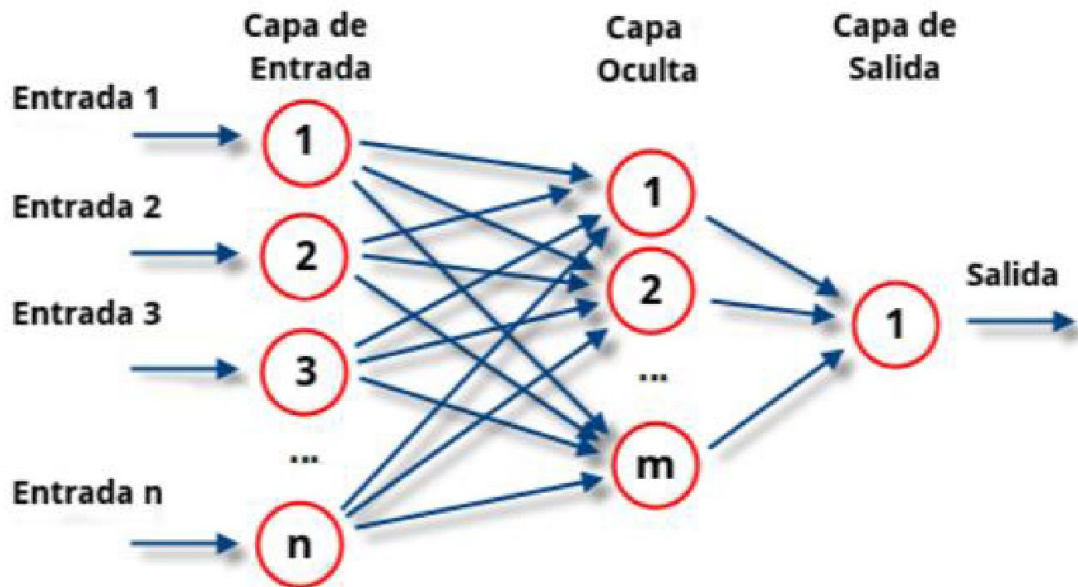 Capa de
Entrada
Capa
Oculta
Capa de
Salida
Entrada 1
1
Entrada 2
2
Entrada 3
3
...
Entrada n
n
1
2
...
m
1
Salida